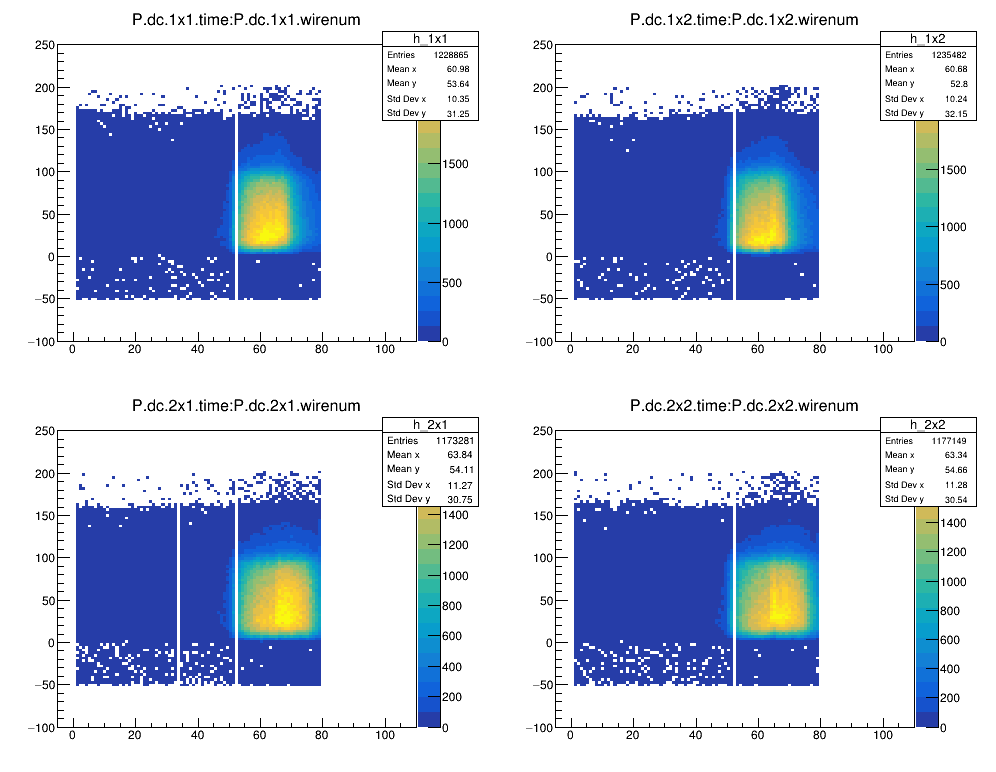 P.dc.1x1.time:P.dc.1x1.wirenum
h_1x1
Entries 1228865
Mean x 60.98
Mean y 53.64
Std Dev x 10.35
Std Dev y 31.25
250
200
150
100
50
0
−50
−100
0 20 40 60 80 100
1500
1000
500
0
P.dc.1x2.time:P.dc.1x2.wirenum
h_1x2
Entries 1235482
Mean x 60.68
Mean y 52.8
Std Dev x 10.24
Std Dev y 32.15
250
200
150
100
50
0
−50
−100
0 20 40 60 80 100
1500
1000
500
0
P.dc.2x1.time:P.dc.2x1.wirenum
h_2x1
Entries 1173281
Mean x 63.84
Mean y 54.11
Std Dev x 11.27
Std Dev y 30.75
250
200
150
100
50
0
−50
−100
0 20 40 60 80 100
1400
1200
1000
800
600
400
200
0
P.dc.2x2.time:P.dc.2x2.wirenum
h_2x2
Entries 1177149
Mean x 63.34
Mean y 54.66
Std Dev x 11.28
Std Dev y 30.54
250
200
150
100
50
0
−50
−100
0 20 40 60 80 100
1400
1200
1000
800
600
400
200
0